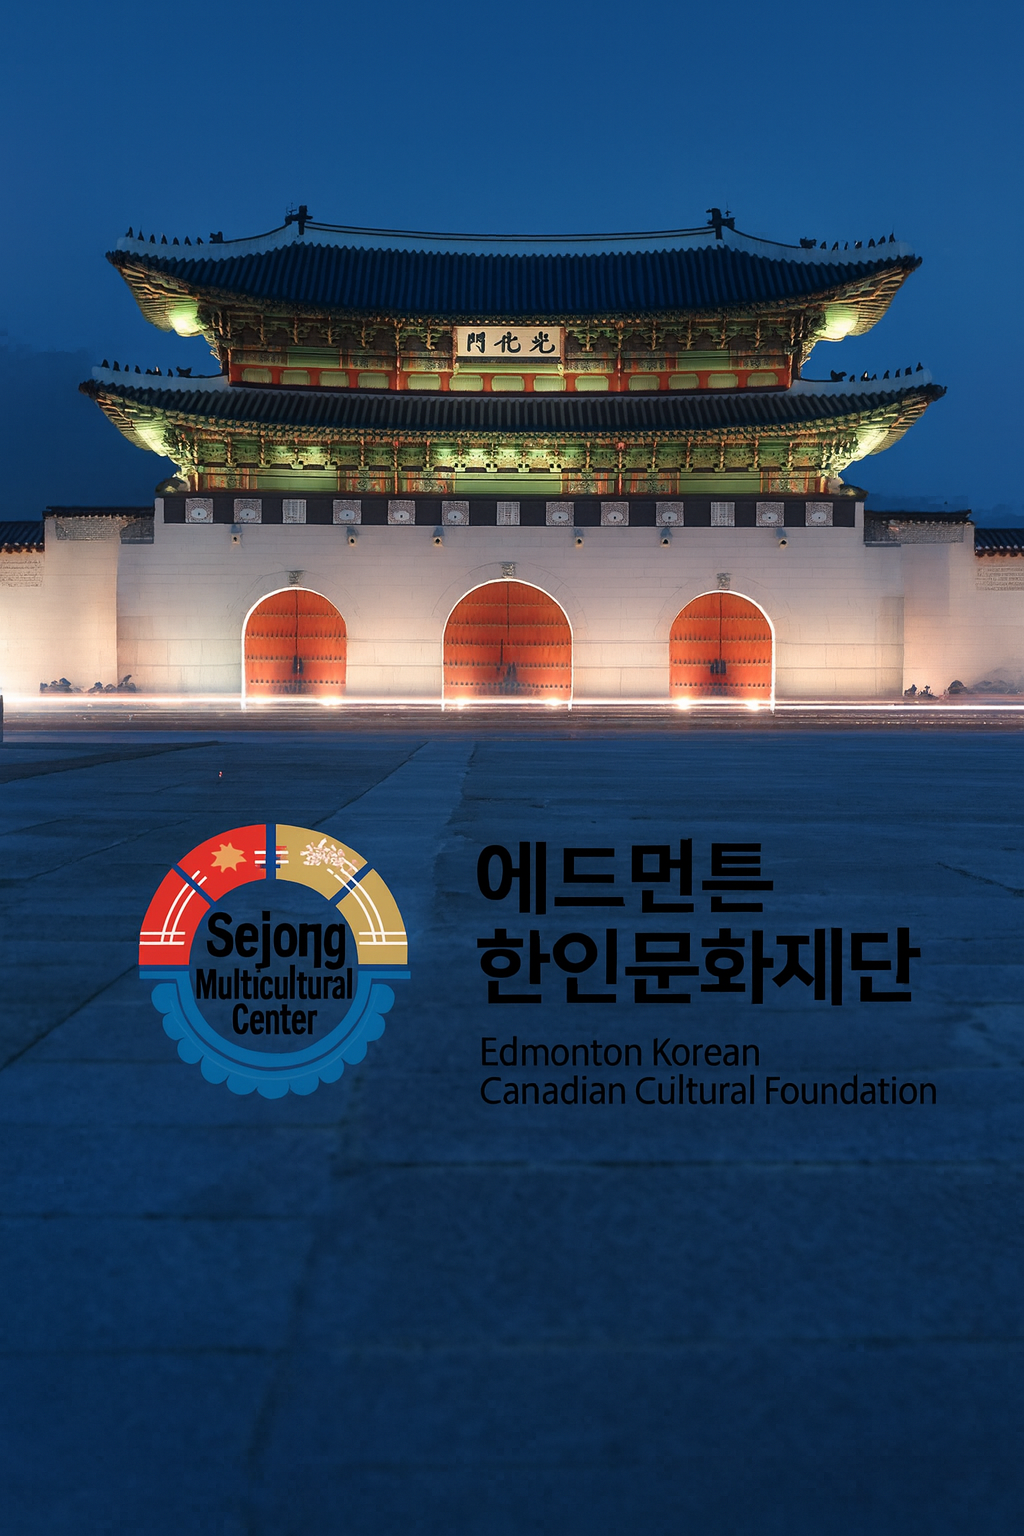 門化光
Sejong
Multicultural
Center
에드먼튼
한인문화재단
Edmonton Korean
Canadian Cultural Foundation